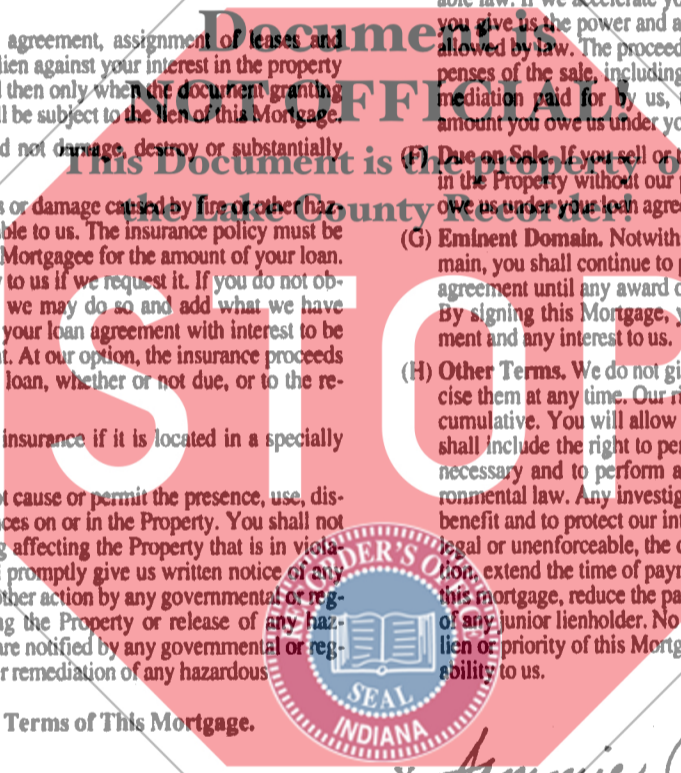 Document is
NOT OFFICIAL!
This Document is the property o
the Lake County Recorder!
STOP
agreement, assignment of leases and
lien against your interest in the property
then only when the document granting
ll be subject to the lien of this Mortgage.
d not damage, destroy or substantially
s or damage caused by fire or other haz-
ble to us. The insurance policy must be
Mortgagee for the amount of your loan.
to us if we request it. If you do not ob-
we may do so and add what we have
your loan agreement with interest to be
t. At our option, the insurance proceeds
loan, whether or not due, or to the re-
insurance if it is located in a specially
t cause or permit the presence, use, dis-
nces on or in the Property. You shall not
g affecting the Property that is in viola-
promptly give us written notice of any
other action by any governmental or reg-
ng the Property or release of any haz-
are notified by any governmental or reg-
r remediation of any hazardous
Terms of This Mortgage.
able law. If we accelerate yo
you give us the power and a
allowed by law. The proceed
penses of the sale, including
mediation paid for by us,
amount you owe us under yo
(F) Due on Sale. If you sell or t
in the Property without our
owe us under your loan agree
(G) Eminent Domain. Notwith
main, you shall continue to p
agreement until any award o
By signing this Mortgage, y
ment and any interest to us.
(H) Other Terms. We do not gi
cise them at any time. Our ri
cumulative. You will allow
shall include the right to per
necessary and to perform a
ronmental law. Any investig
benefit and to protect our int
legal or unenforceable, the
tion, extend the time of paym
this mortgage, reduce the pa
of any junior lienholder. No
lien or priority of this Mortg
ability to us.
RECORDER'S OFFICE
SEAL
INDIANA